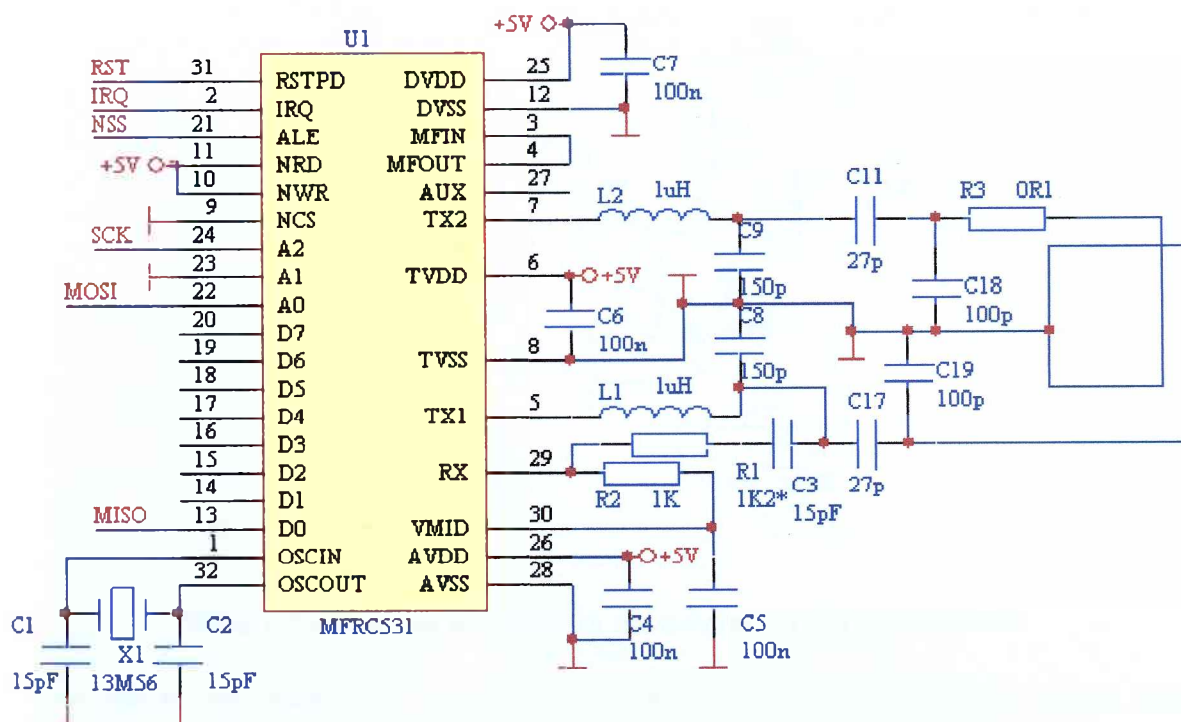 U1
+5V
C7
100n
RST 31 RSTPD DVDD 25
IRQ 2 IRQ DVSS 12
NSS 21 ALE MFIN 3
+5V 11 NRD MFOUT 4
10 NWR AUX 27
9 NCS TX2 7
SCK 24 A2
23 A1 TVDD 6 +5V
MOSI 22 A0
20 D7
19 D6 TVSS 8
18 D5
17 D4 TX1 5
16 D3
15 D2 RX 29
14 D1
MISO 13 D0 VMID 30
1 OSCIN AVDD 26 +5V
32 OSCOUT AVSS 28
MFRC531
L2 1uH
C9
150p
C11
27p
R3 0R1
C18
100p
C6
100n
C8
150p
C19
100p
L1 1uH
C17
27p
R1
1K2*
C3
15pF
R2 1K
C4
100n
C5
100n
C1
15pF
X1
13M56
C2
15pF